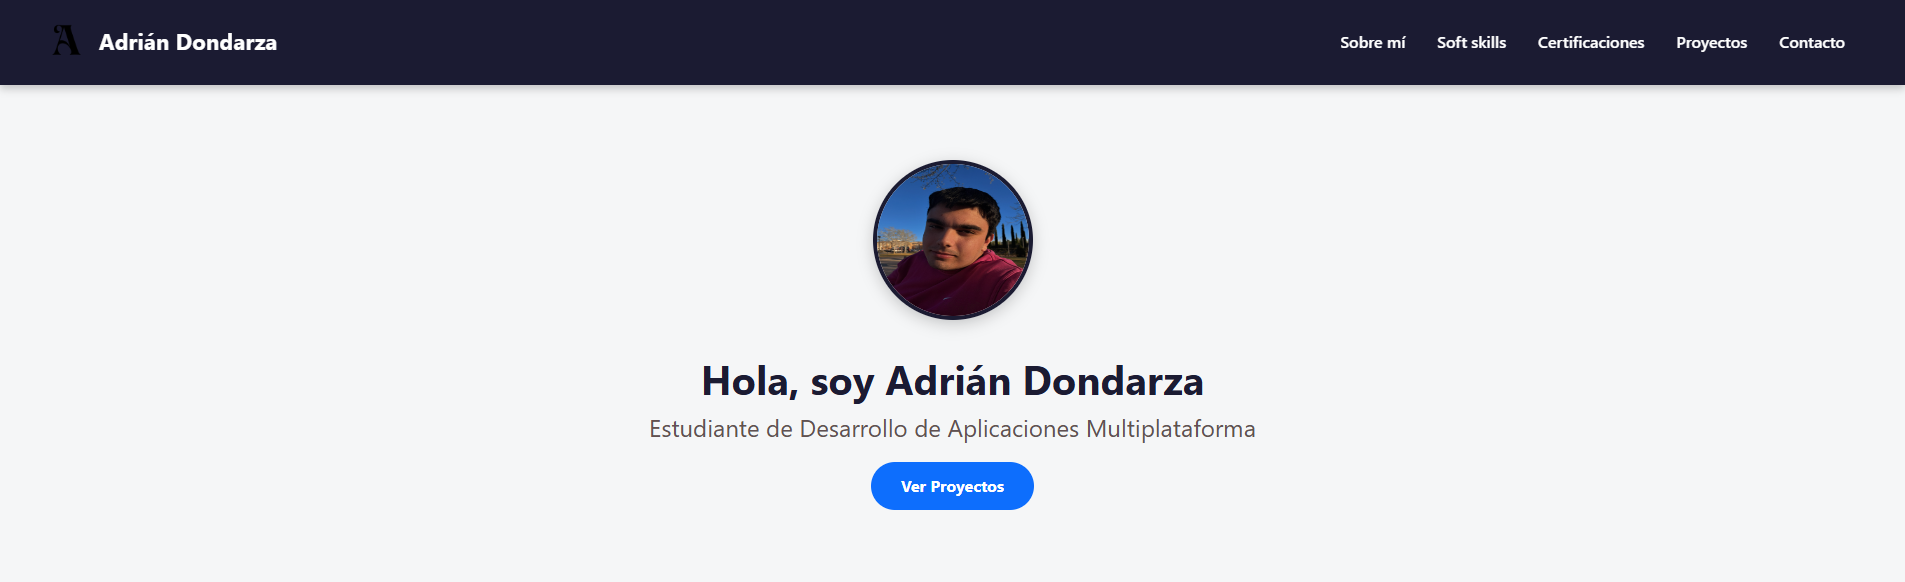 A Adrián Dondarza
Sobre mí Soft skills Certificaciones Proyectos Contacto
Hola, soy Adrián Dondarza
Estudiante de Desarrollo de Aplicaciones Multiplataforma
Ver Proyectos